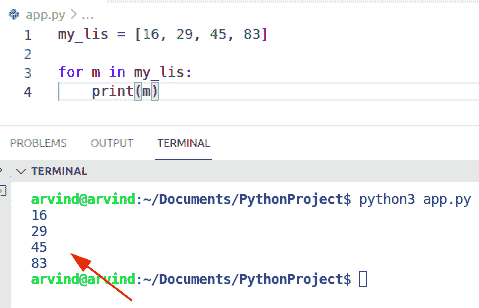 app.py ...
1 my_lis = [16, 29, 45, 83]
2
3 for m in my_lis:
4 print(m)
PROBLEMS OUTPUT TERMINAL
TERMINAL
arvind@arvind:~/Documents/PythonProject$ python3 app.py
16
29
45
83
arvind@arvind:~/Documents/PythonProject$